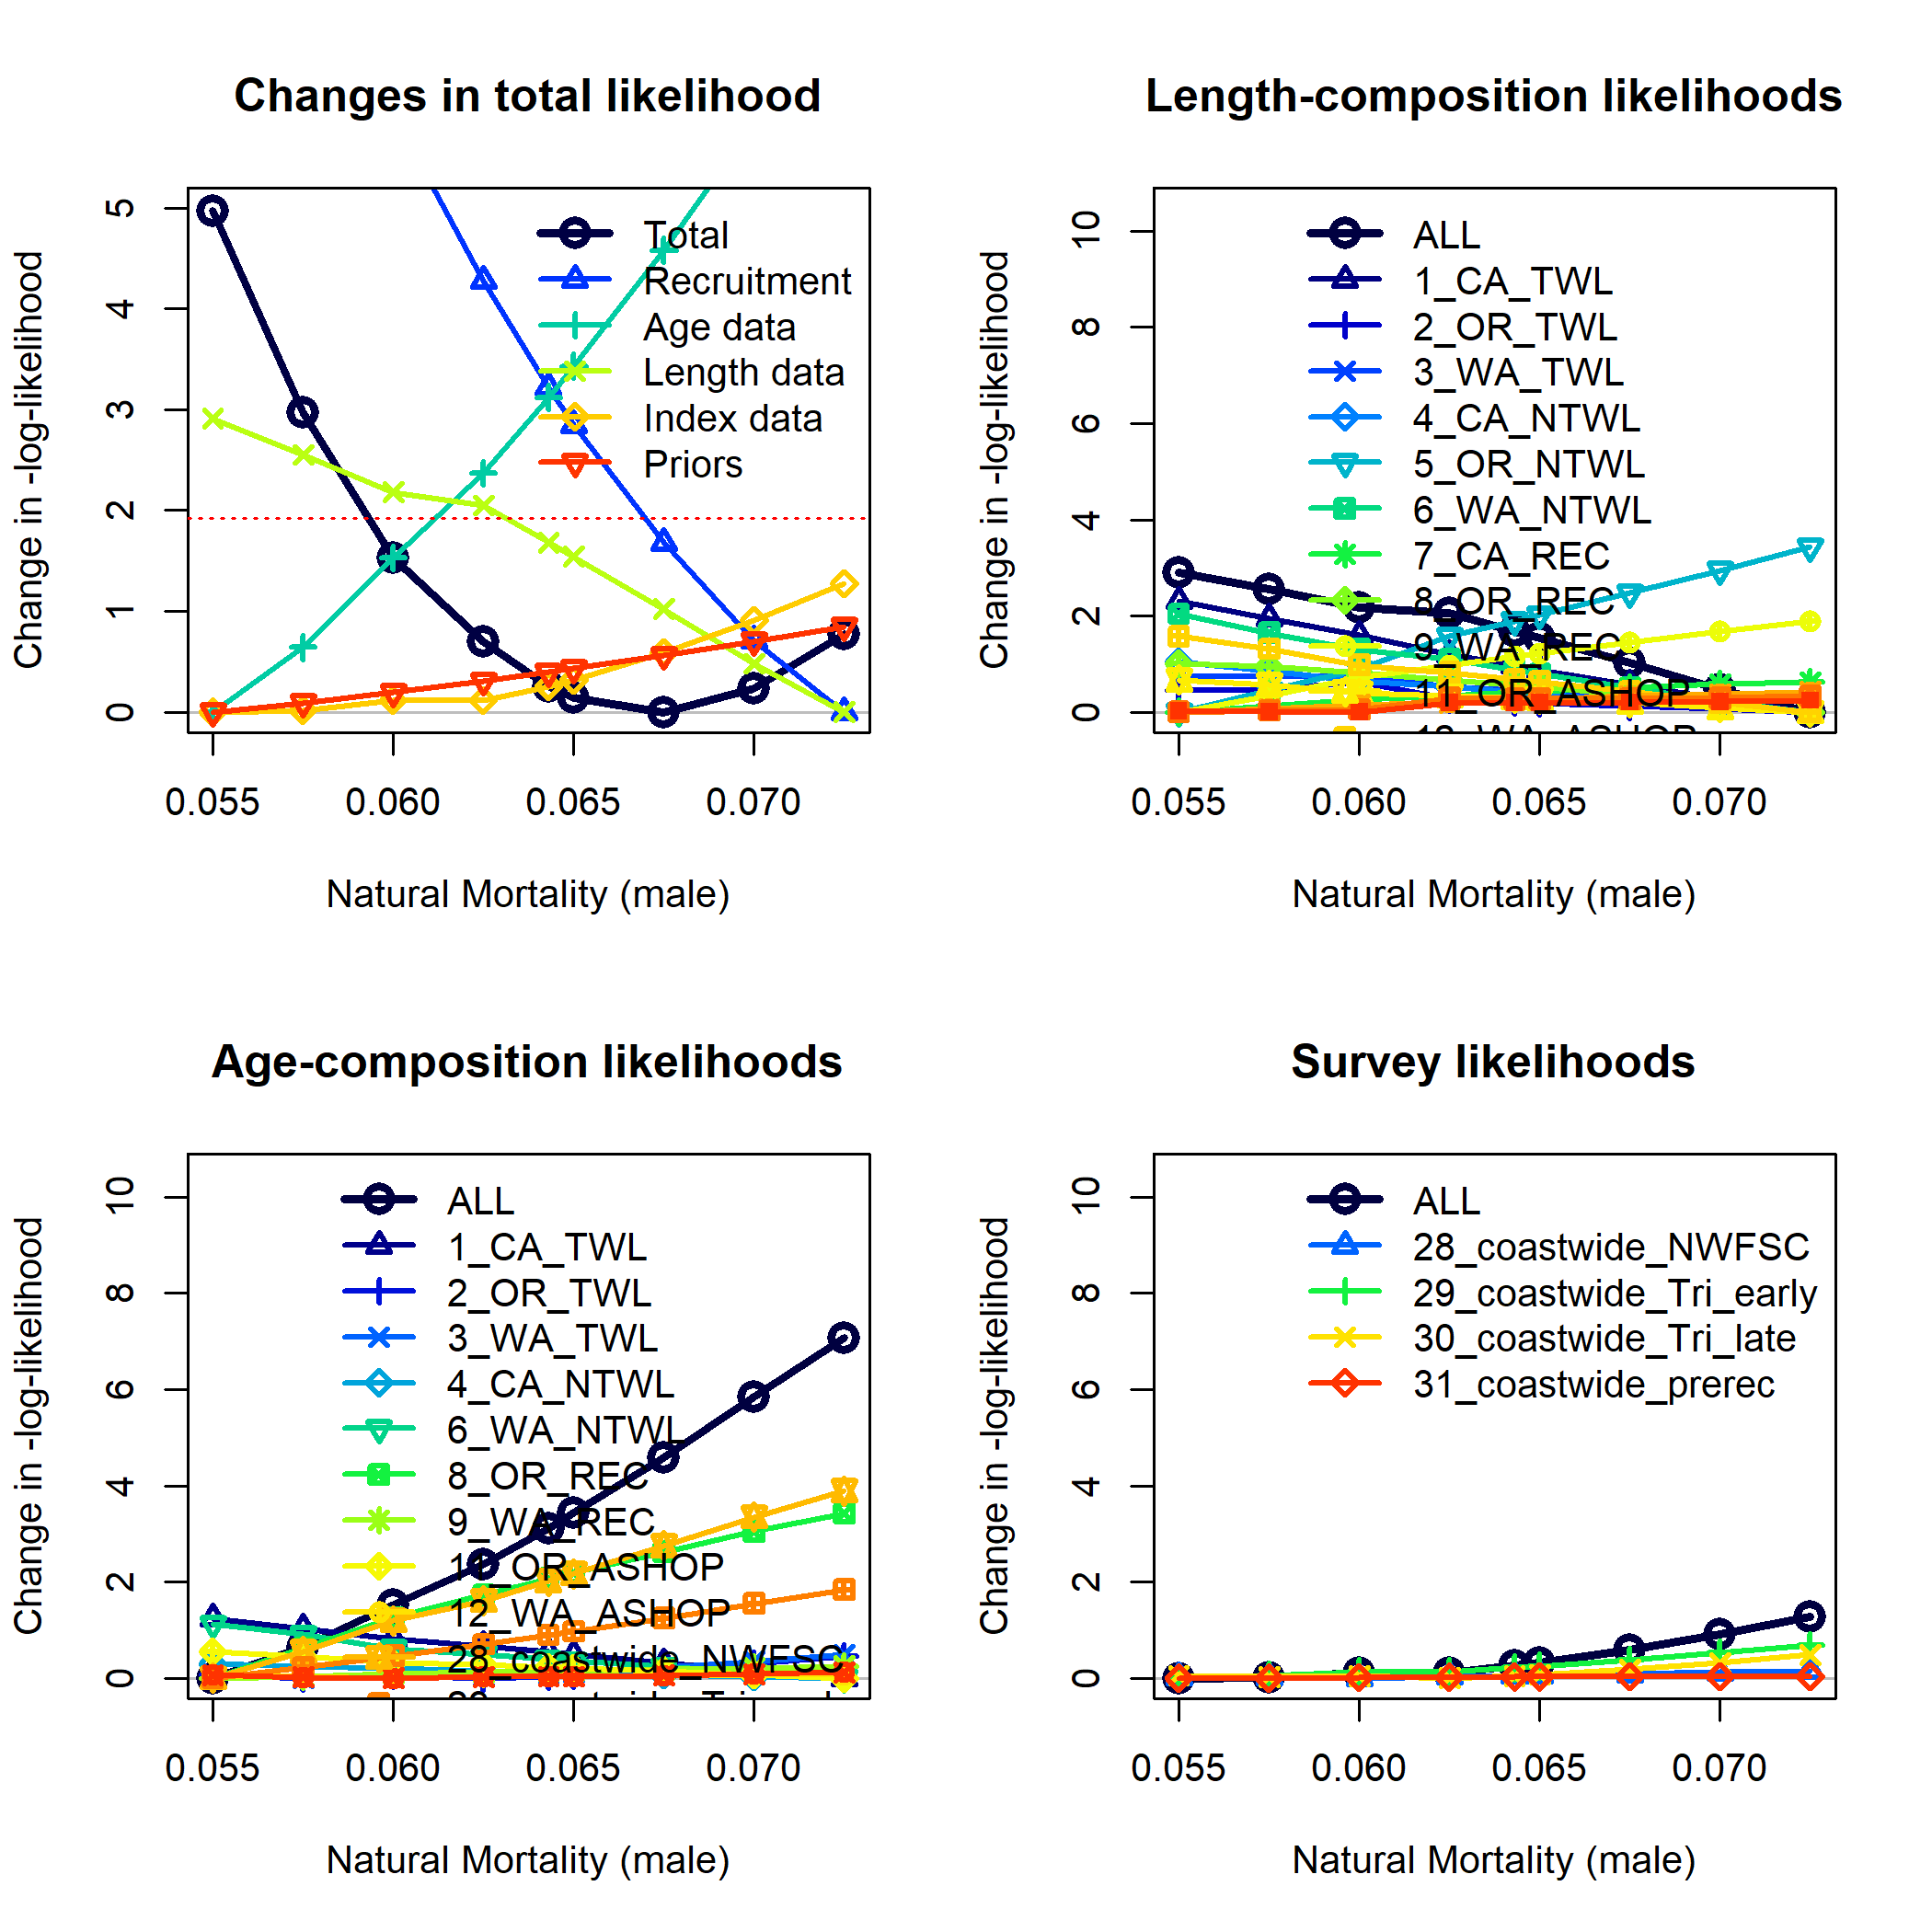 Changes in total likelihood
Change in -log-likelihood
5
4
3
2
1
0
Total
Recruitment
Age data
Length data
Index data
Priors
0.055 0.060 0.065 0.070
Natural Mortality (male)
Length-composition likelihoods
Change in -log-likelihood
10
8
6
4
2
0
ALL
1_CA_TWL
2_OR_TWL
3_WA_TWL
4_CA_NTWL
5_OR_NTWL
6_WA_NTWL
7_CA_REC
8_OR_REC
9_WA_REC
11_OR_ASHOP
12_WA_ASHOP
0.055 0.060 0.065 0.070
Natural Mortality (male)
Age-composition likelihoods
Change in -log-likelihood
10
8
6
4
2
0
ALL
1_CA_TWL
2_OR_TWL
3_WA_TWL
4_CA_NTWL
6_WA_NTWL
8_OR_REC
9_WA_REC
11_OR_ASHOP
12_WA_ASHOP
28_coastwide_NWFSC
0.055 0.060 0.065 0.070
Natural Mortality (male)
Survey likelihoods
Change in -log-likelihood
10
8
6
4
2
0
ALL
28_coastwide_NWFSC
29_coastwide_Tri_early
30_coastwide_Tri_late
31_coastwide_prerec
0.055 0.060 0.065 0.070
Natural Mortality (male)